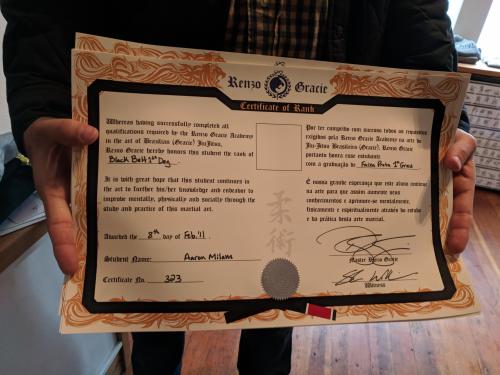 Renzo Gracie
Certificate of Rank
Whereas having successfully completed all
qualifications required by the Renzo Gracie Academy
in the art of Brazilian (Gracie) Jiu-Jitsu,
Renzo Gracie hereby honors this student the rank of
Black Belt 1st Deg.
It is with great hope that this student continues
in the art to further his/her knowledge and endeavor to
improve mentally, physically and socially through the
study and practice of this martial art.
Awarded the 8th day of Feb. '11
Student Name: Aaron Milam
Certificate No. 323
Por ter cumprido com sucesso todos os requisitos
exigidos pela Renzo Gracie Academy na arte do
Jiu-Jitsu Brasileiro (Gracie), Renzo Gracie
portanto honra esse estudante
com a graduação de Faixa Preta 1º Grau
É nossa grande esperança que este aluno continue
na arte para que assim aumente seus
conhecimentos e aprimore-se mentalmente,
fisicamente e espiritualmente através do estudo
e da prática desta arte marcial.
柔術
Master Renzo Gracie
Witness